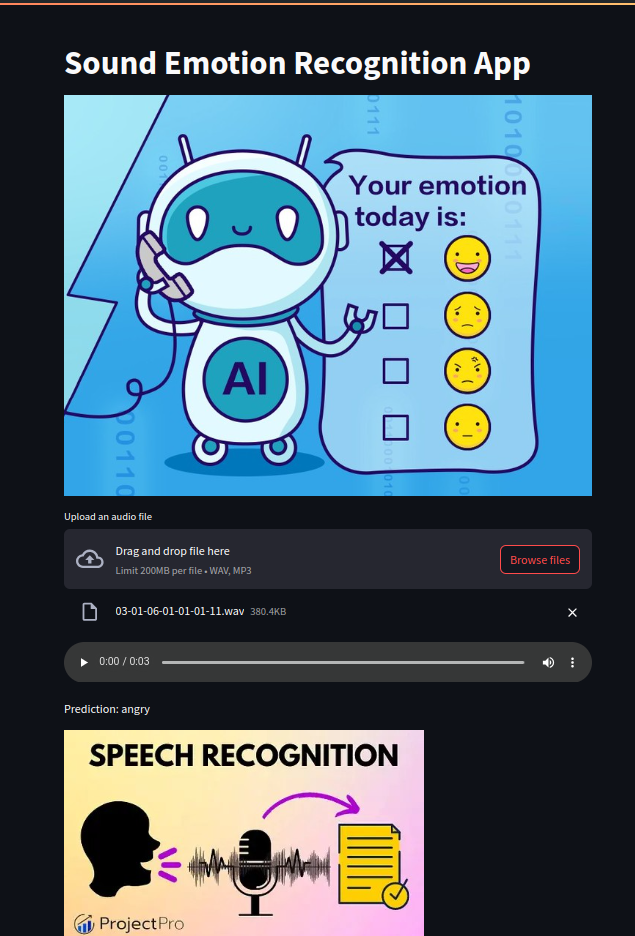 Sound Emotion Recognition App
Your emotion
today is:
AI
00110
Upload an audio file
Drag and drop file here
Limit 200MB per file • WAV, MP3
Browse files
03-01-06-01-01-01-11.wav 380.4KB
0:00 / 0:03
Prediction: angry
SPEECH RECOGNITION
ProjectPro